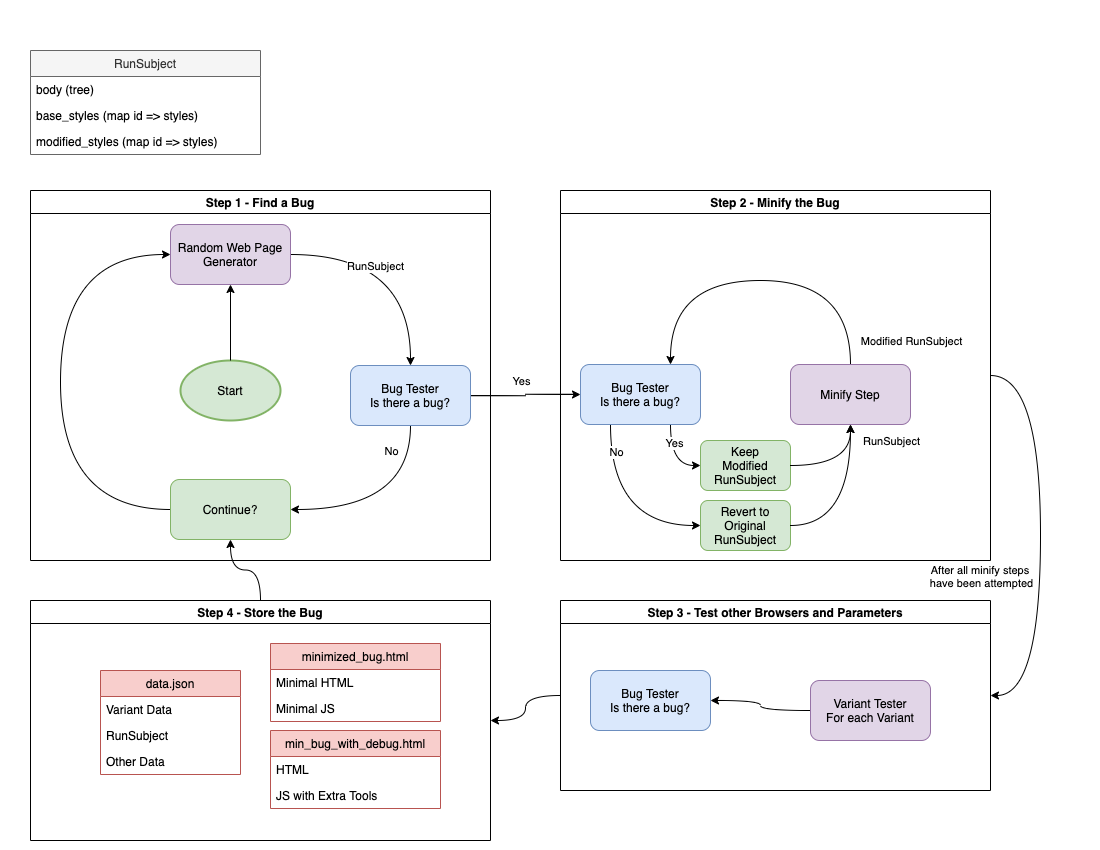 RunSubject
body (tree)
base_styles (map id => styles)
modified_styles (map id => styles)
Step 1 - Find a Bug
Random Web Page
Generator
RunSubject
Start
Bug Tester
Is there a bug?
No
Continue?
Yes
Step 2 - Minify the Bug
Modified RunSubject
Bug Tester
Is there a bug?
Minify Step
No
Yes
Keep
Modified
RunSubject
RunSubject
Revert to
Original
RunSubject
After all minify steps
have been attempted
Step 3 - Test other Browsers and Parameters
Bug Tester
Is there a bug?
Variant Tester
For each Variant
Step 4 - Store the Bug
data.json
Variant Data
RunSubject
Other Data
minimized_bug.html
Minimal HTML
Minimal JS
min_bug_with_debug.html
HTML
JS with Extra Tools